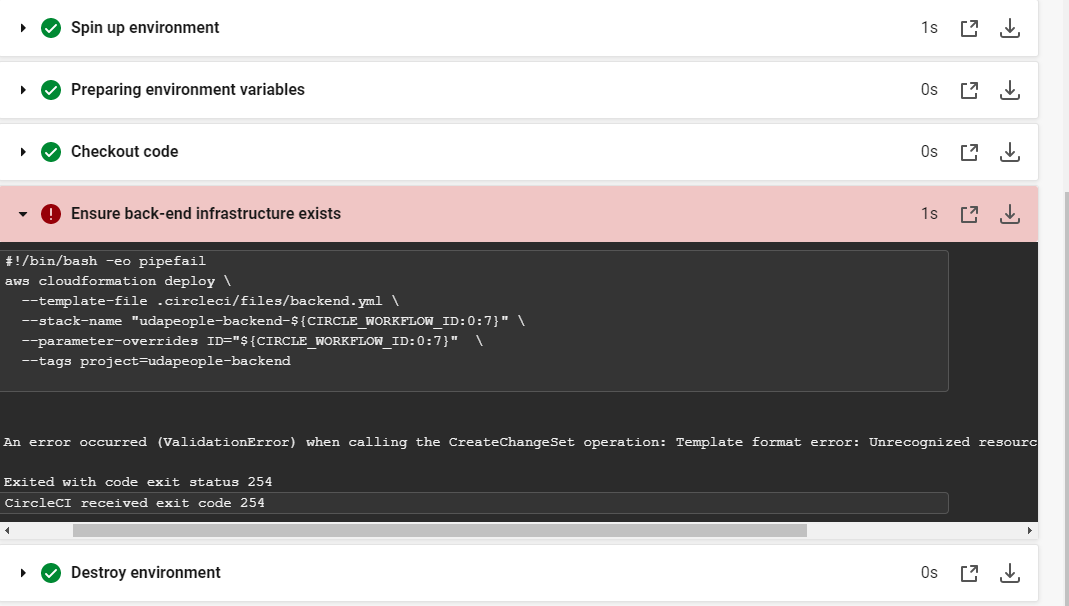 Spin up environment 1s
Preparing environment variables 0s
Checkout code 0s
Ensure back-end infrastructure exists 1s
#!/bin/bash -eo pipefail
aws cloudformation deploy \
--template-file .circleci/files/backend.yml \
--stack-name "udapeople-backend-${CIRCLE_WORKFLOW_ID:0:7}" \
--parameter-overrides ID="${CIRCLE_WORKFLOW_ID:0:7}" \
--tags project=udapeople-backend
An error occurred (ValidationError) when calling the CreateChangeSet operation: Template format error: Unrecognized resourc
Exited with code exit status 254
CircleCI received exit code 254
Destroy environment 0s